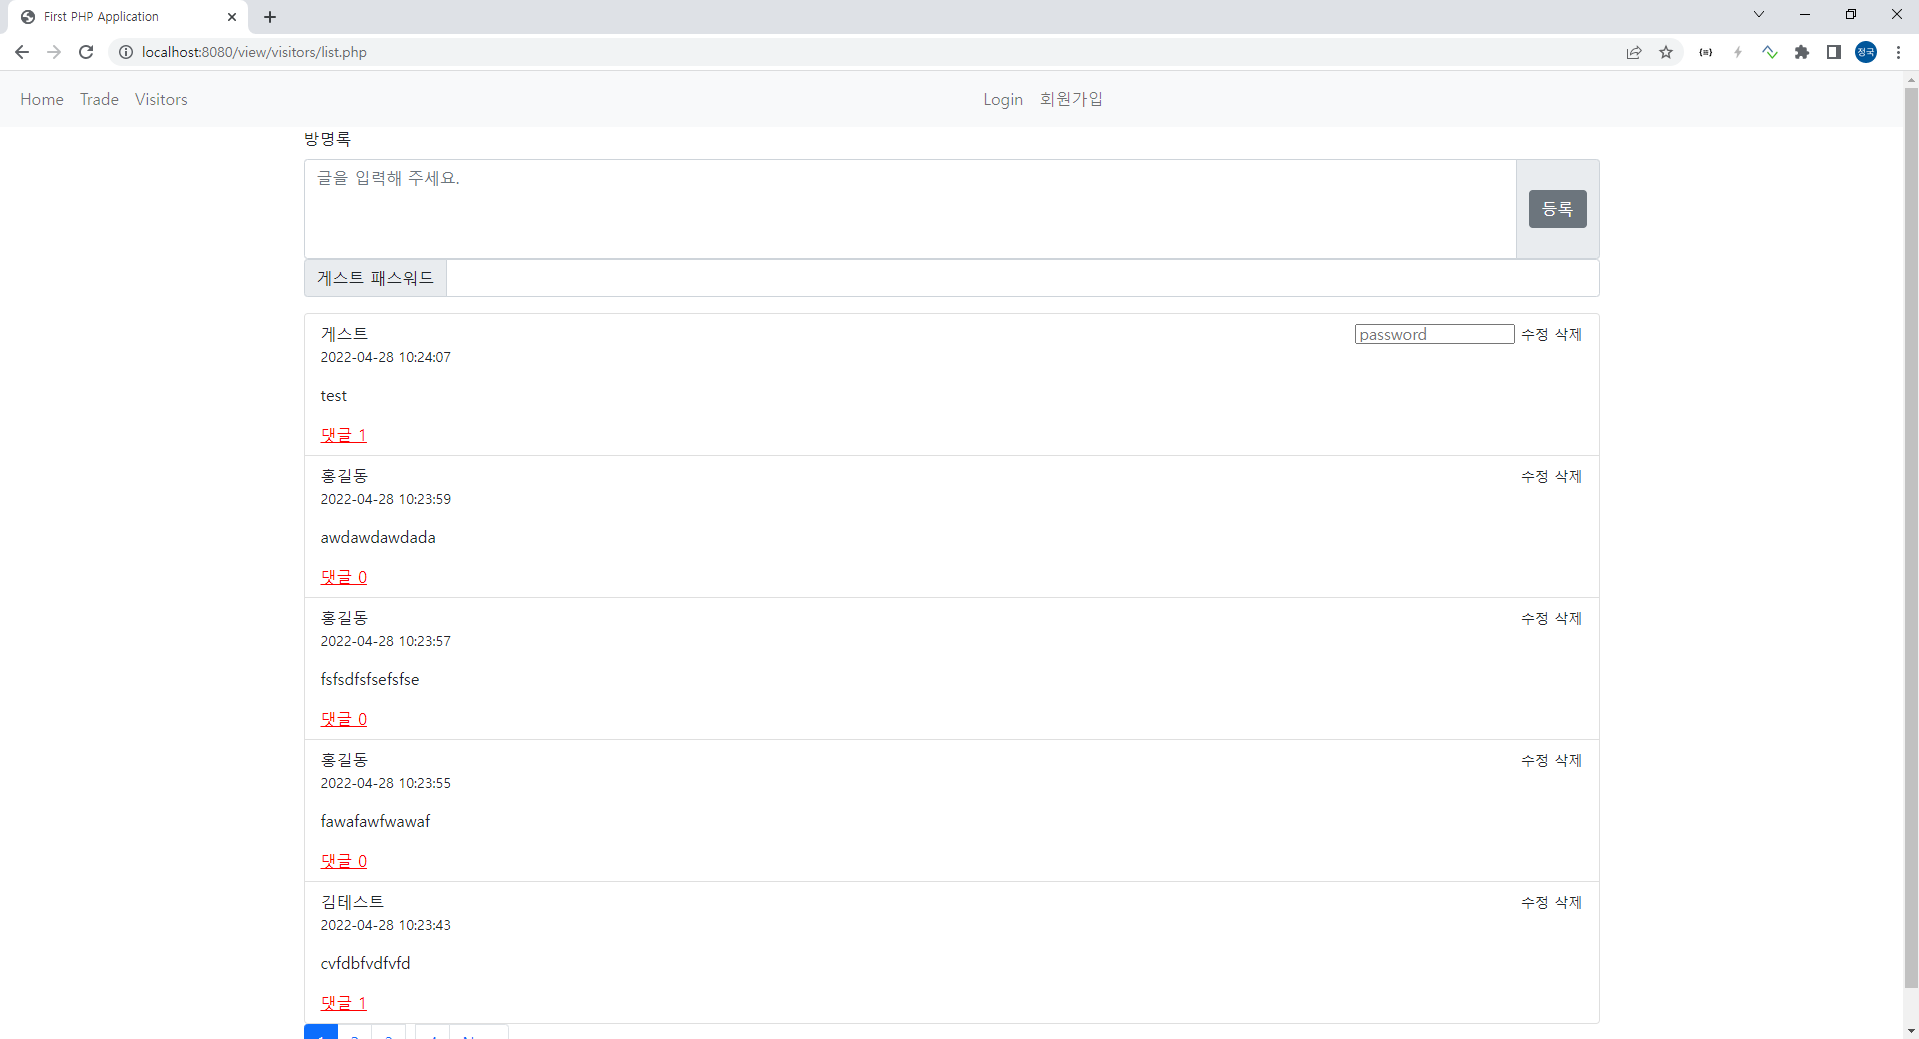 First PHP Application
localhost:8080/view/visitors/list.php
정국
Home Trade Visitors Login 회원가입
방명록
글을 입력해 주세요.
등록
게스트 패스워드
게스트 password 수정 삭제
2022-04-28 10:24:07
test
댓글 1
홍길동 수정 삭제
2022-04-28 10:23:59
awdawdawdada
댓글 0
홍길동 수정 삭제
2022-04-28 10:23:57
fsfsdfsfsefsfse
댓글 0
홍길동 수정 삭제
2022-04-28 10:23:55
fawafawfwawaf
댓글 0
김테스트 수정 삭제
2022-04-28 10:23:43
cvfdbfvdfvfd
댓글 1